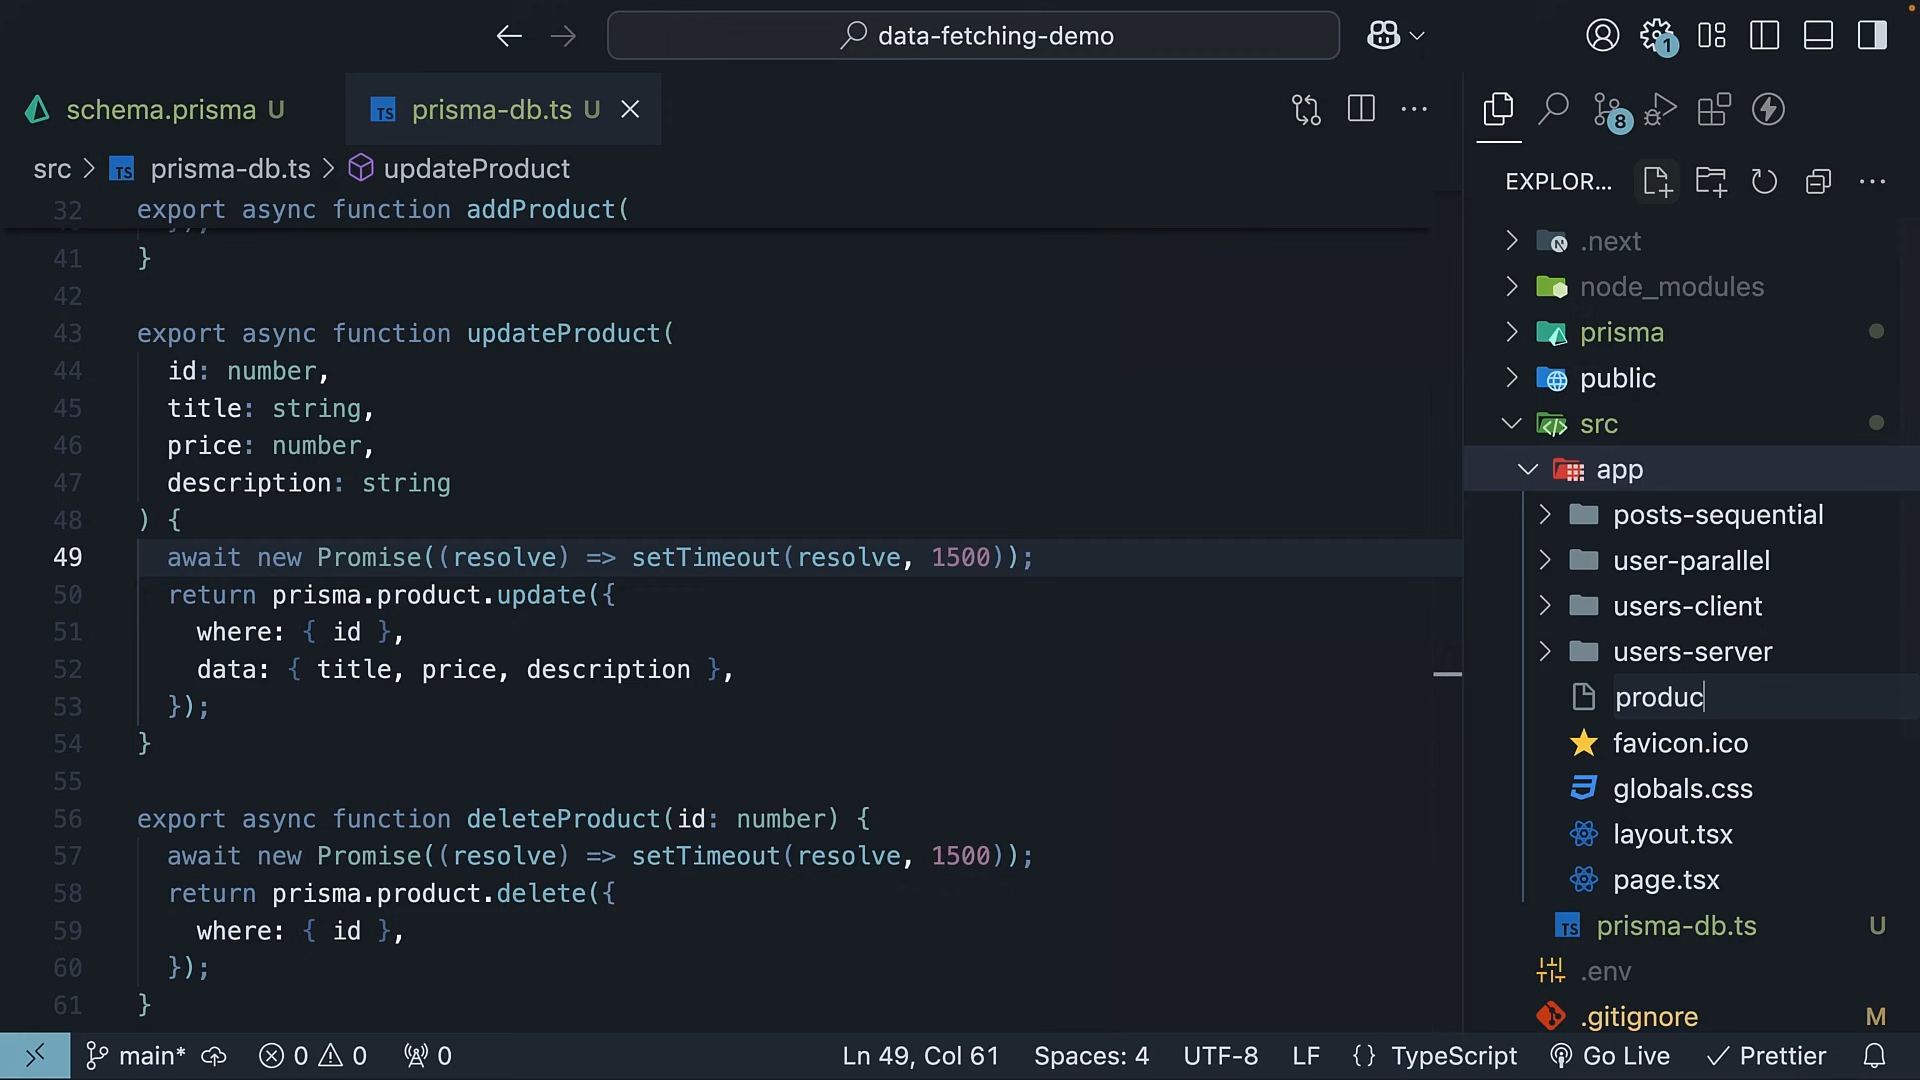 data-fetching-demo
1
schema.prisma U
TS prisma-db.ts U
8
src > TS prisma-db.ts > updateProduct
EXPLOR...
32 export async function addProduct(
41 }
42
43 export async function updateProduct(
44 id: number,
45 title: string,
46 price: number,
47 description: string
48 ) {
49 await new Promise((resolve) => setTimeout(resolve, 1500));
50 return prisma.product.update({
51 where: { id },
52 data: { title, price, description },
53 });
54 }
55
56 export async function deleteProduct(id: number) {
57 await new Promise((resolve) => setTimeout(resolve, 1500));
58 return prisma.product.delete({
59 where: { id },
60 });
61 }
.next
node_modules
prisma
public
src
app
posts-sequential
user-parallel
users-client
users-server
produc
favicon.ico
globals.css
layout.tsx
page.tsx
TS prisma-db.ts U
.env
.gitignore M
main* 0 0 0 Ln 49, Col 61 Spaces: 4 UTF-8 LF {} TypeScript Go Live Prettier